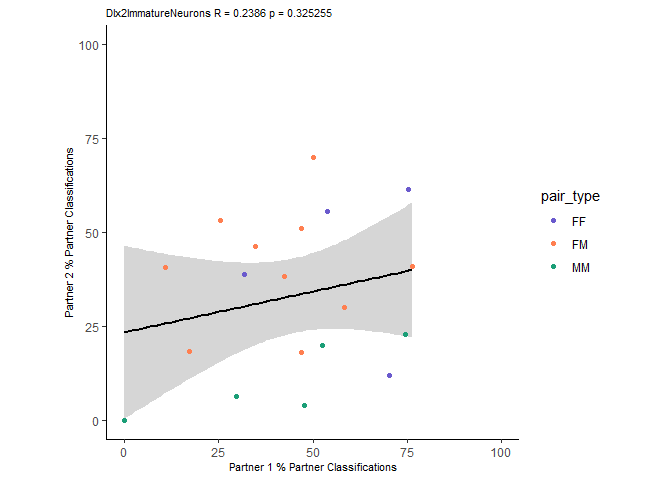 Dlx2ImmatureNeurons R = 0.2386 p = 0.325255
100
75
50
25
0
Partner 2 % Partner Classifications
0 25 50 75 100
Partner 1 % Partner Classifications
pair_type
FF
FM
MM